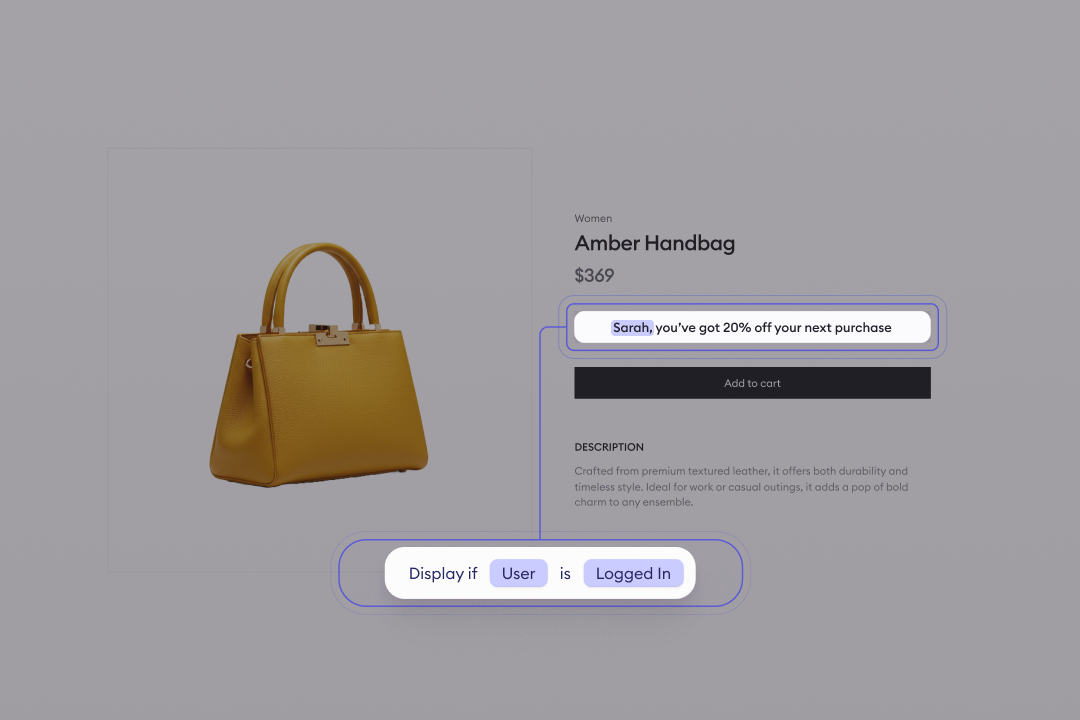 Women
Amber Handbag
$369
Sarah, you’ve got 20% off your next purchase
Add to cart
DESCRIPTION
Crafted from premium textured leather, it offers both durability and
timeless style. Ideal for work or casual outings, it adds a pop of bold
charm to any ensemble.
Display if User is Logged In